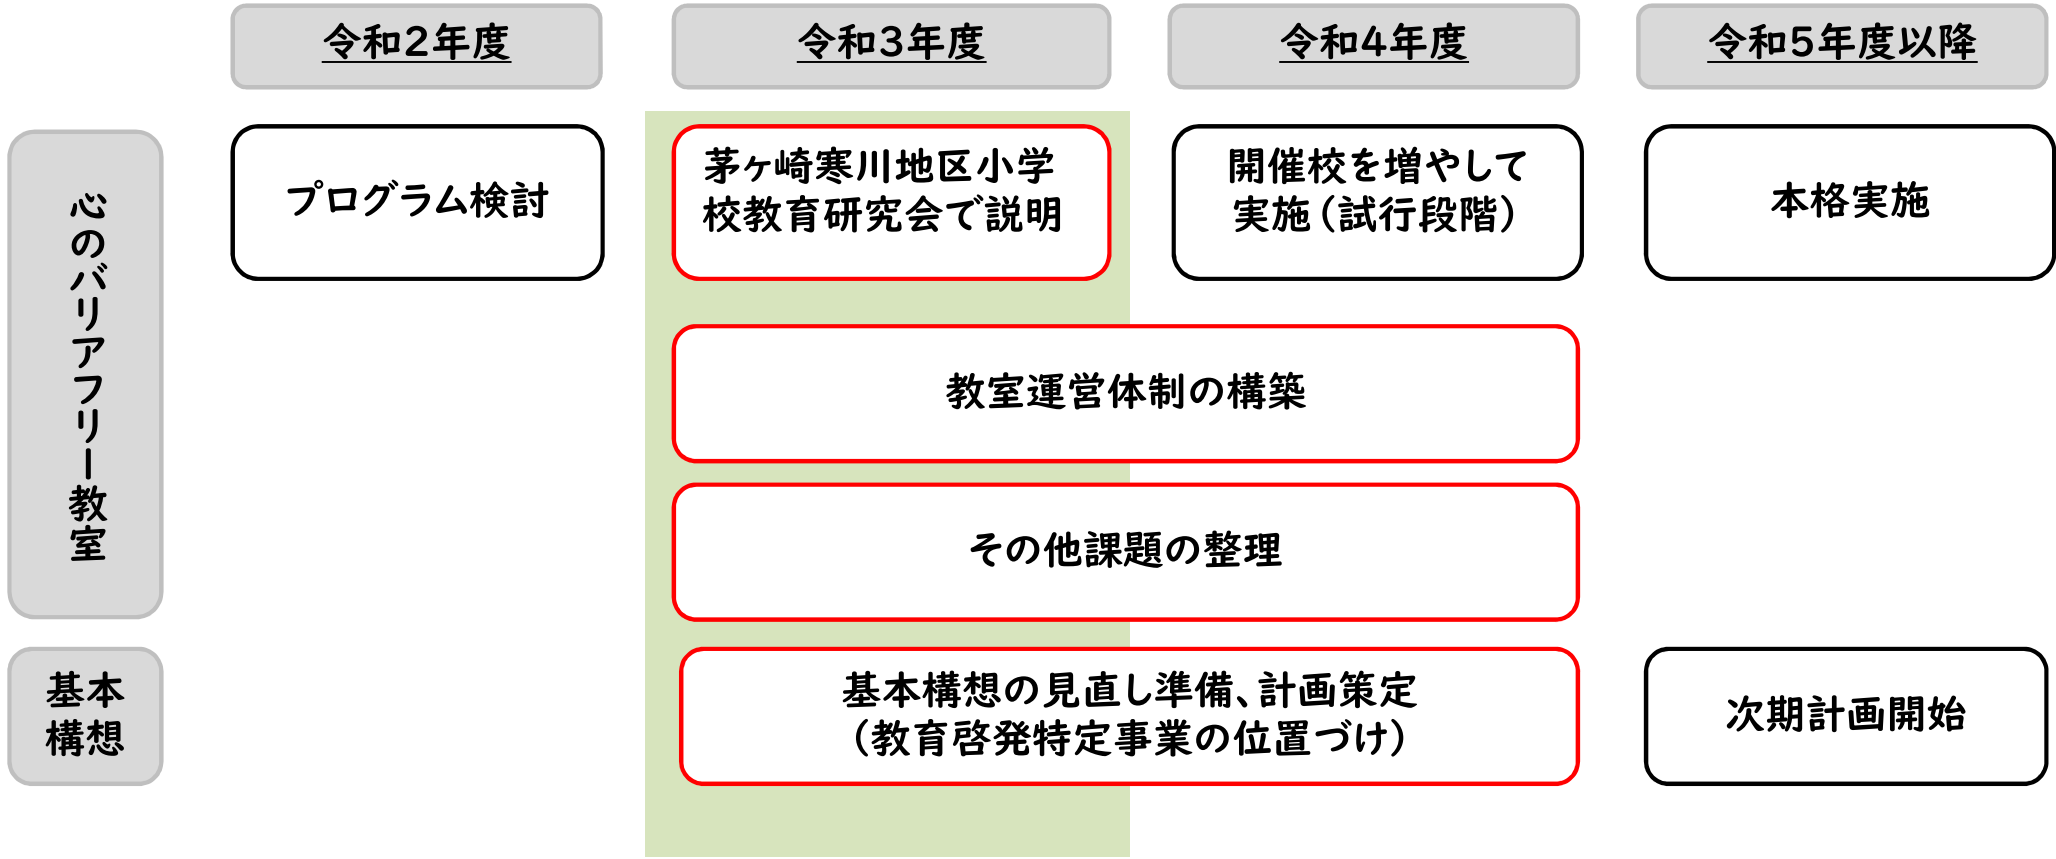 令和2年度
令和3年度
令和4年度
令和5年度以降
心のバリアフリー教室
プログラム検討
茅ヶ崎寒川地区小学
校教育研究会で説明
開催校を増やして
実施（試行段階）
本格実施
教室運営体制の構築
その他課題の整理
基本
構想
基本構想の見直し準備、計画策定
（教育啓発特定事業の位置づけ）
次期計画開始